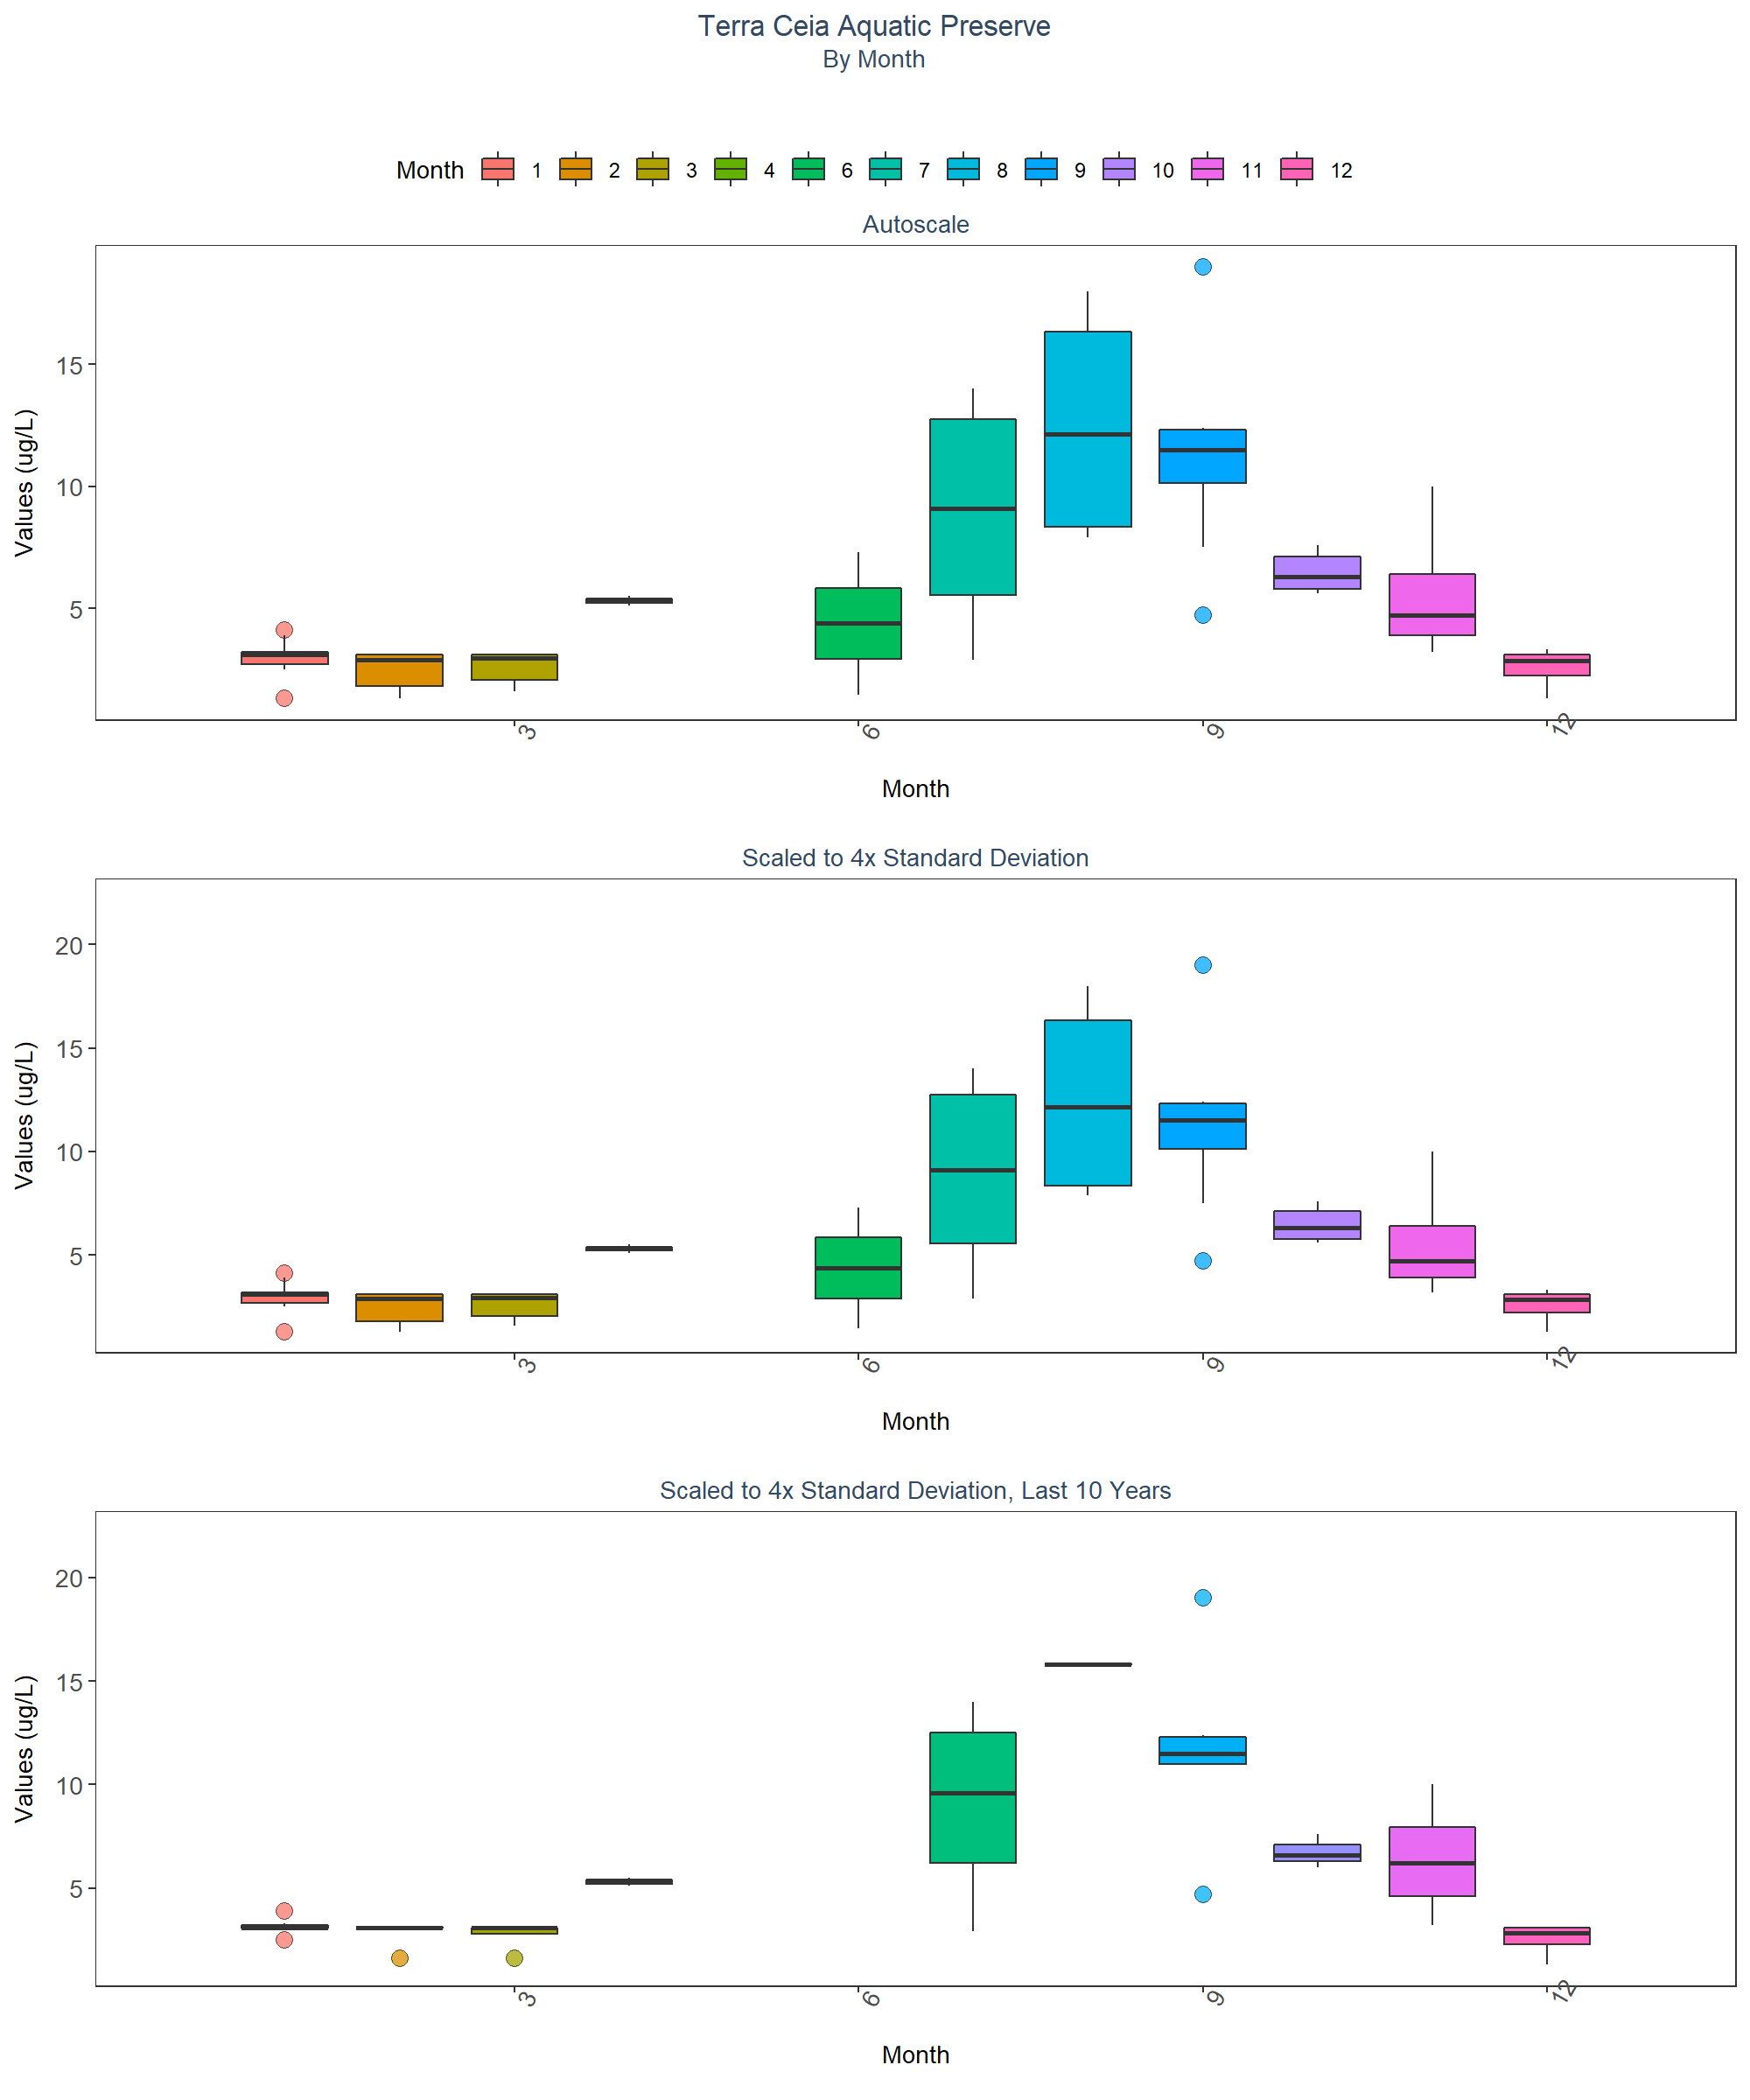 Terra Ceia Aquatic Preserve
By Month
Month 1 2 3 4 6 7 8 9 10 11 12
Autoscale
Values (ug/L)
15
10
5
3 6 9 12
Month
Scaled to 4x Standard Deviation
Values (ug/L)
20
15
10
5
3 6 9 12
Month
Scaled to 4x Standard Deviation, Last 10 Years
Values (ug/L)
20
15
10
5
3 6 9 12
Month